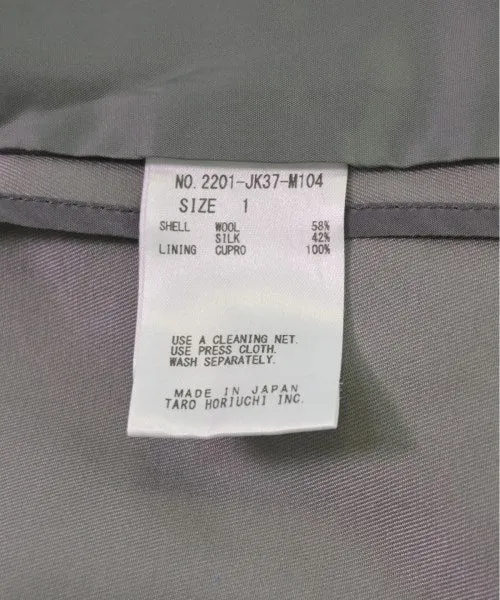 NO. 2201-JK37-M104
SIZE 1
SHELL WOOL 58%
SILK 42%
LINING CUPRO 100%
USE A CLEANING NET.
USE PRESS CLOTH.
WASH SEPARATELY.
MADE IN JAPAN
TARO HORIUCHI INC.